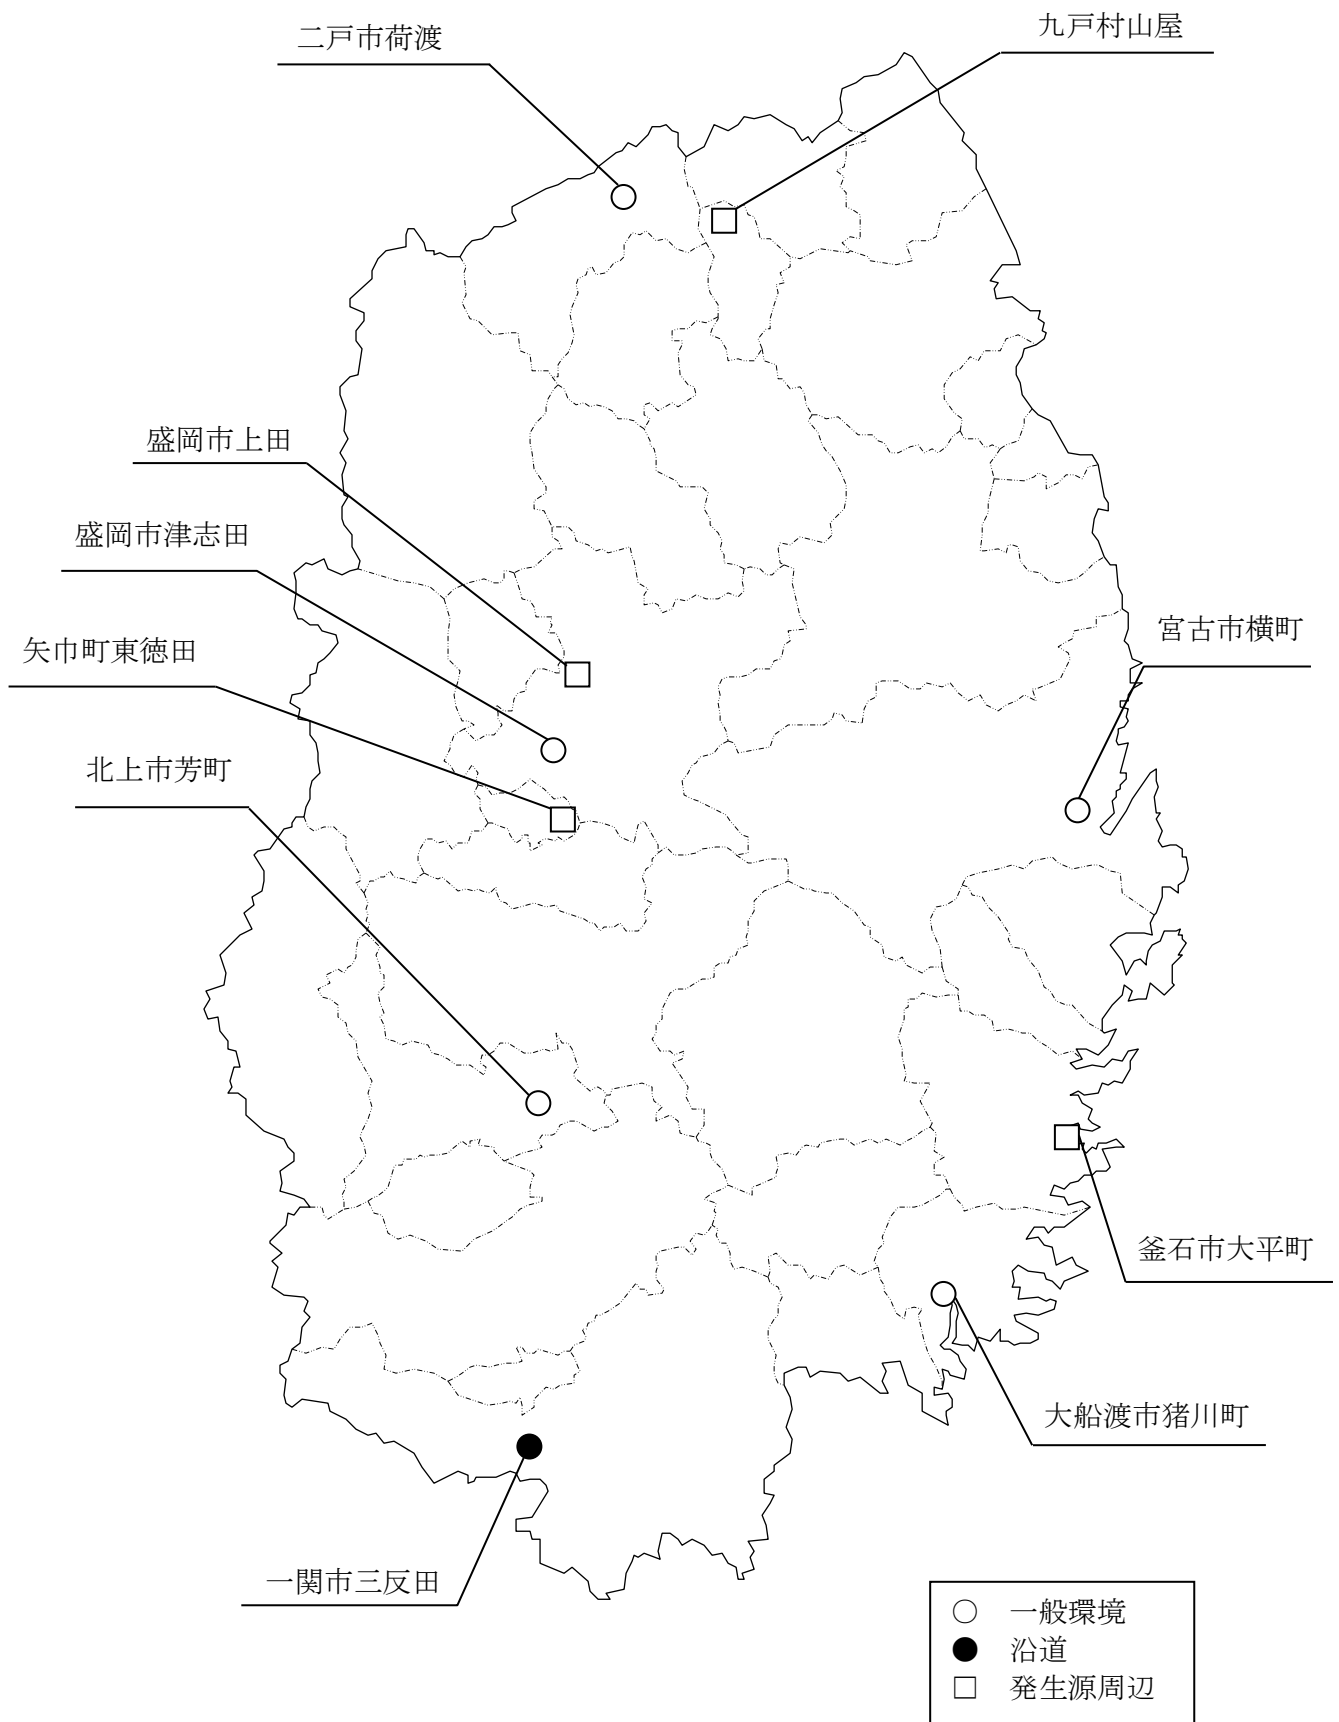 二戸市荷渡
九戸村山屋
盛岡市上田
盛岡市津志田
宮古市横町
矢巾町東徳田
北上市芳町
釜石市大平町
大船渡市猪川町
一関市三反田
○ 一般環境
● 沿道
□ 発生源周辺